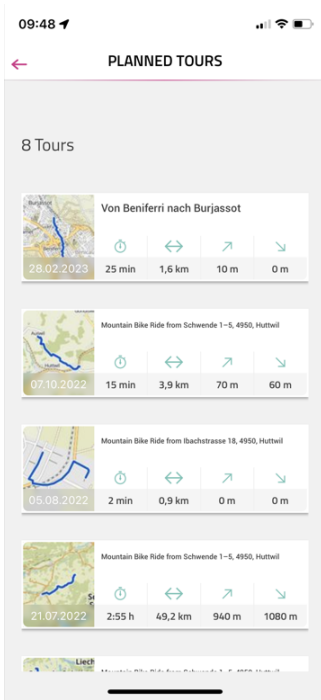 09:48
PLANNED TOURS
8 Tours
Burjassot
Von Beniferri nach Burjassot
28.02.2023
25 min
1,6 km
10 m
0 m
Mountain Bike Ride from Schwende 1–5, 4950, Huttwil
Huttwil
07.10.2022
15 min
3,9 km
70 m
60 m
Mountain Bike Ride from Ibachstrasse 18, 4950, Huttwil
05.08.2022
2 min
0,9 km
0 m
0 m
Mountain Bike Ride from Schwende 1–5, 4950, Huttwil
21.07.2022
2:55 h
49,2 km
940 m
1080 m
Liech